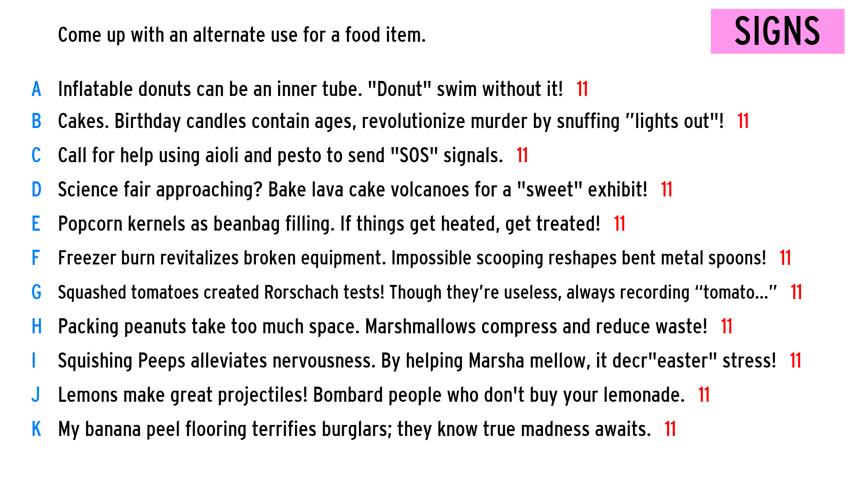 Come up with an alternate use for a food item.
SIGNS
A Inflatable donuts can be an inner tube. "Donut" swim without it! 11
B Cakes. Birthday candles contain ages, revolutionize murder by snuffing ”lights out"! 11
C Call for help using aioli and pesto to send "SOS" signals. 11
D Science fair approaching? Bake lava cake volcanoes for a "sweet" exhibit! 11
E Popcorn kernels as beanbag filling. If things get heated, get treated! 11
F Freezer burn revitalizes broken equipment. Impossible scooping reshapes bent metal spoons! 11
G Squashed tomatoes created Rorschach tests! Though they’re useless, always recording “tomato...” 11
H Packing peanuts take too much space. Marshmallows compress and reduce waste! 11
I Squishing Peeps alleviates nervousness. By helping Marsha mellow, it decr"easter" stress! 11
J Lemons make great projectiles! Bombard people who don't buy your lemonade. 11
K My banana peel flooring terrifies burglars; they know true madness awaits. 11